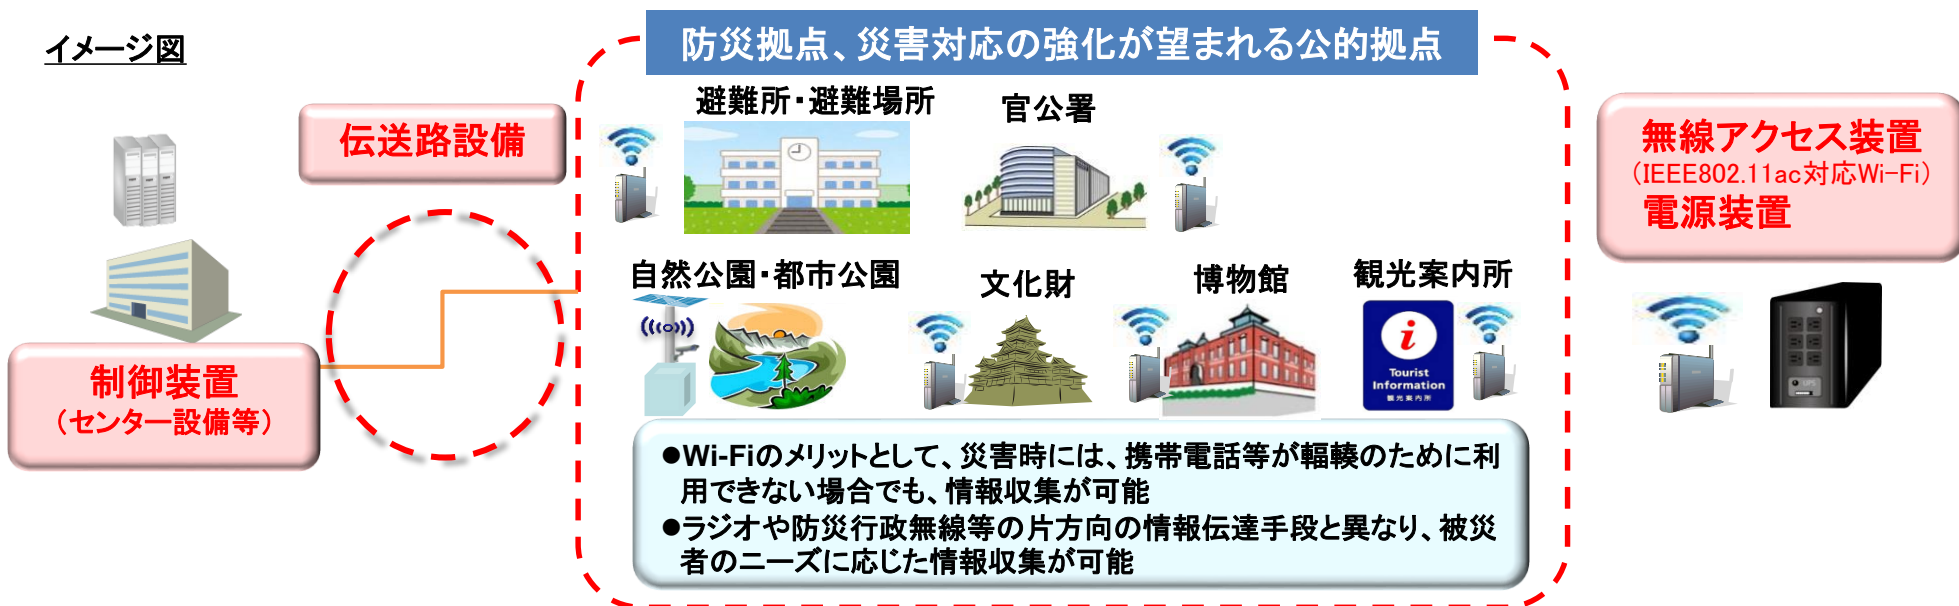 イメージ図
防災拠点、災害対応の強化が望まれる公的拠点
伝送路設備
避難所・避難場所
官公署
無線アクセス装置
（IEEE802.11ac対応Wi-Fi）
電源装置
自然公園・都市公園
文化財
博物館
観光案内所
i
Tourist
Information
観光案内所
UPS
制御装置
（センター設備等）
●Wi-Fiのメリットとして、災害時には、携帯電話等が輻輳のために利
用できない場合でも、情報収集が可能
●ラジオや防災行政無線等の片方向の情報伝達手段と異なり、被災
者のニーズに応じた情報収集が可能